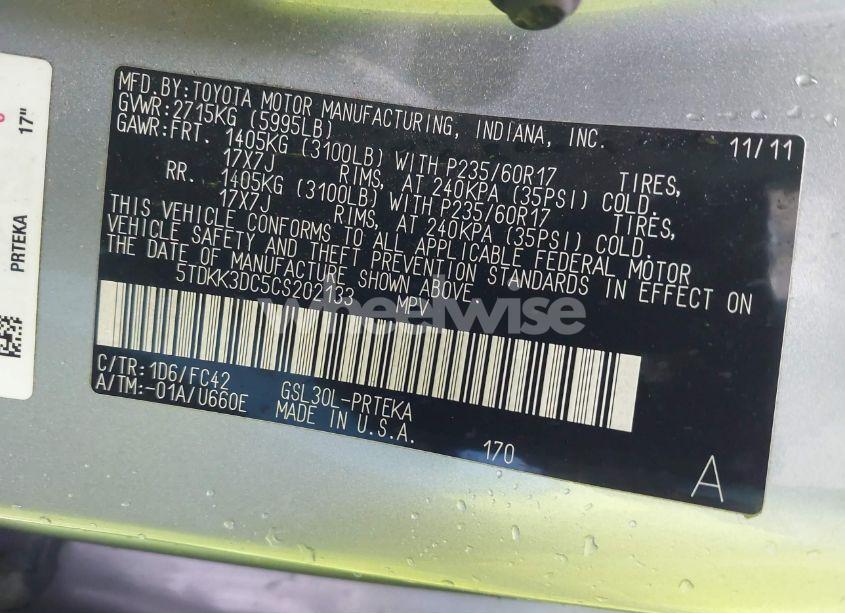 MFD.BY:TOYOTA MOTOR MANUFACTURING, INDIANA, INC. 11/11
GVWR:2715KG (5995LB)
GAWR:FRT. 1405KG (3100LB) WITH P235/60R17 TIRES,
17X7J RIMS, AT 240KPA (35PSI) COLD.
RR. 1405KG (3100LB) WITH P235/60R17 TIRES,
17X7J RIMS, AT 240KPA (35PSI) COLD.
THIS VEHICLE CONFORMS TO ALL APPLICABLE FEDERAL MOTOR
VEHICLE SAFETY AND THEFT PREVENTION STANDARDS IN EFFECT ON
THE DATE OF MANUFACTURE SHOWN ABOVE.
5TDKK3DC5CS202133 MPV
wheelwise
C/TR:1D6/FC42 GSL30L-PRTEKA
A/TM:-01A/U660E MADE IN U.S.A.
170
A
17"
PRTEKA